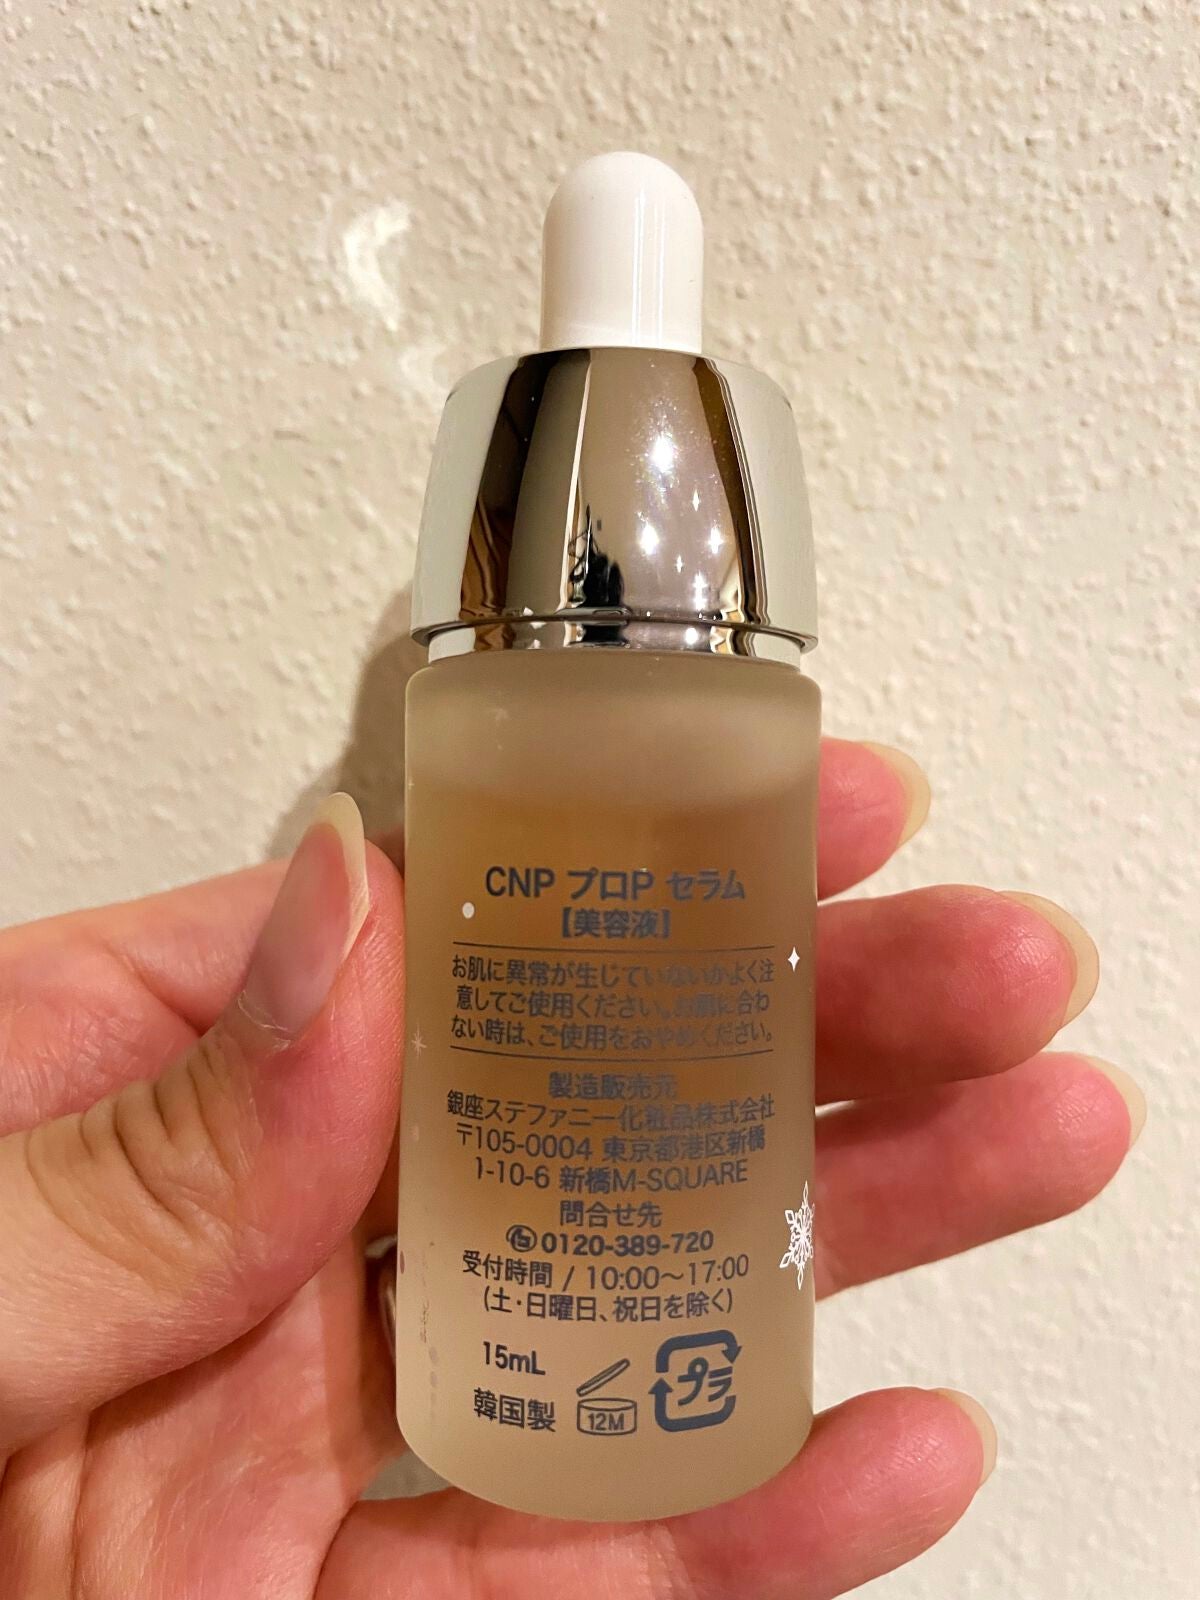 CNP プロP セラム
【美容液】
お肌に異常が生じていないかよく注
意してご使用ください。お肌に合わ
ない時は、ご使用をおやめください。
製造販売元
銀座ステファニー化粧品株式会社
〒105-0004 東京都港区新橋
1-10-6 新橋M-SQUARE
問合せ先
0120-389-720
受付時間 / 10:00～17:00
(土・日曜日、祝日を除く)
15mL
韓国製
12M
プラ